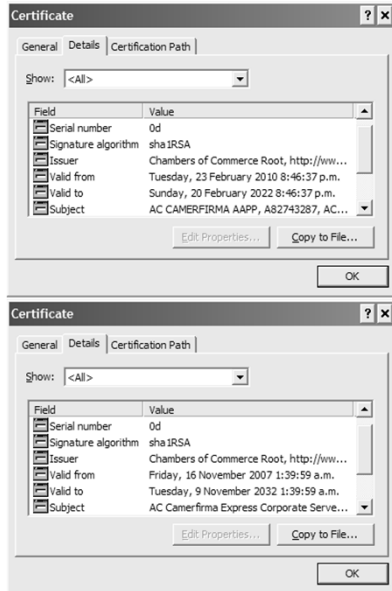 Certificate
General Details Certification Path
Show: <All>
Field Value
Serial number 0d
Signature algorithm sha1RSA
Issuer Chambers of Commerce Root, http://ww...
Valid from Tuesday, 23 February 2010 8:46:37 p.m.
Valid to Sunday, 20 February 2022 8:46:37 p.m.
Subject AC CAMERFIRMA AAPP, A82743287, AC...
Edit Properties... Copy to File...
OK
Certificate
General Details Certification Path
Show: <All>
Field Value
Serial number 0d
Signature algorithm sha1RSA
Issuer Chambers of Commerce Root, http://ww...
Valid from Friday, 16 November 2007 1:39:59 a.m.
Valid to Tuesday, 9 November 2032 1:39:59 a.m.
Subject AC Camerfirma Express Corporate Serve...
Edit Properties... Copy to File...
OK